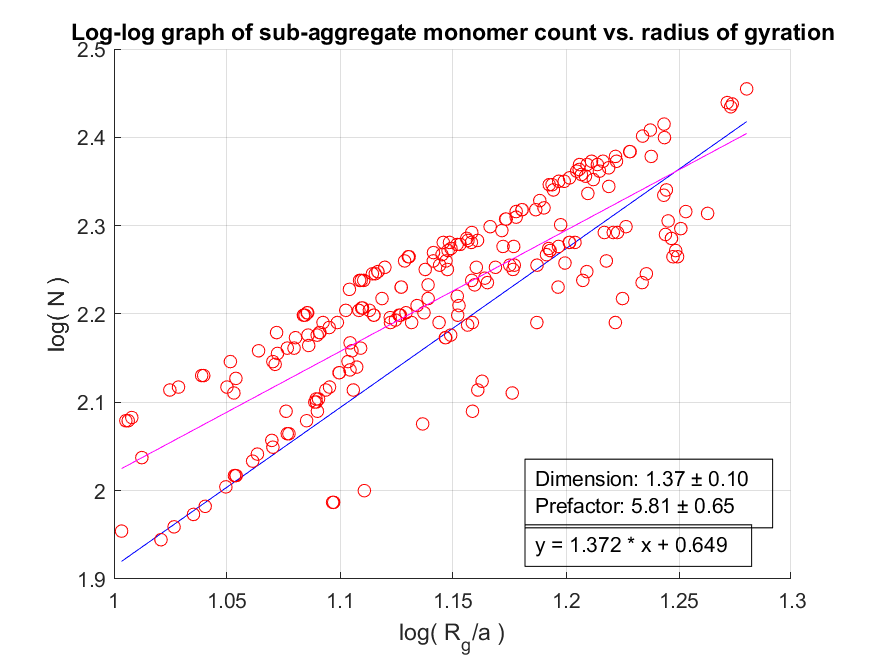 Log-log graph of sub-aggregate monomer count vs. radius of gyration
2.5
2.4
2.3
2.2
2.1
2
1.9
log( N )
Dimension: 1.37 ± 0.10
Prefactor: 5.81 ± 0.65
y = 1.372 * x + 0.649
1 1.05 1.1 1.15 1.2 1.25 1.3
log( R_g/a )